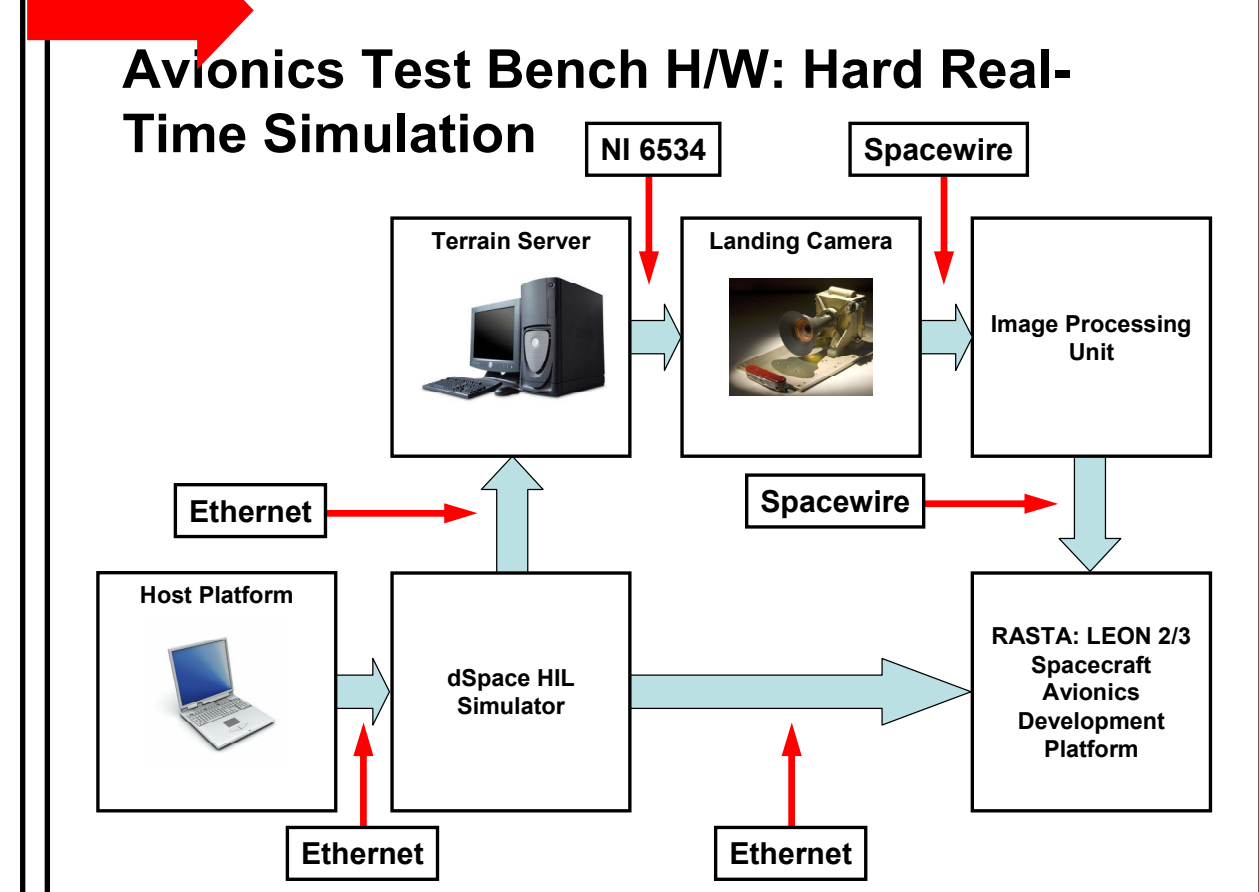 Avionics Test Bench H/W: Hard Real-
Time Simulation
NI 6534
Spacewire
Terrain Server
Landing Camera
Image Processing
Unit
Ethernet
Spacewire
Host Platform
dSpace HIL
Simulator
RASTA: LEON 2/3
Spacecraft
Avionics
Development
Platform
Ethernet
Ethernet